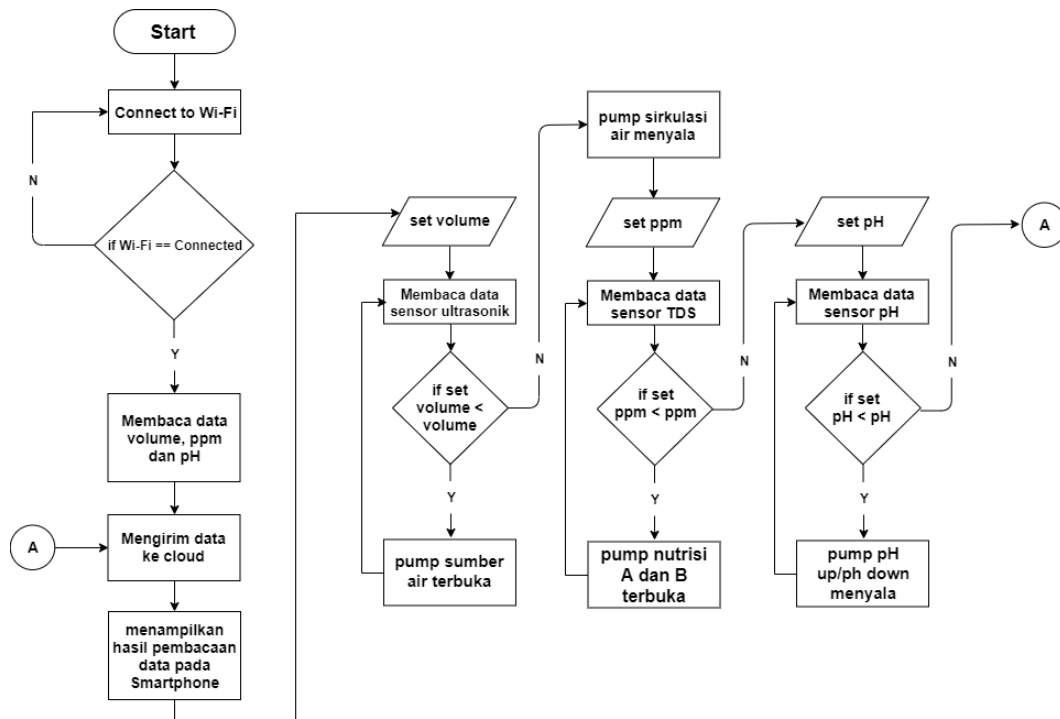 Start
Connect to Wi-Fi
N
if Wi-Fi == Connected
Y
Membaca data
volume, ppm
dan pH
A
Mengirim data
ke cloud
menampilkan
hasil pembacaan
data pada
Smartphone
set volume
Membaca data
sensor ultrasonik
if set
volume <
volume
N
Y
pump sumber
air terbuka
pump sirkulasi
air menyala
set ppm
Membaca data
sensor TDS
if set
ppm < ppm
N
Y
pump nutrisi
A dan B
terbuka
set pH
Membaca data
sensor pH
if set
pH < pH
N
Y
pump pH
up/ph down
menyala
A